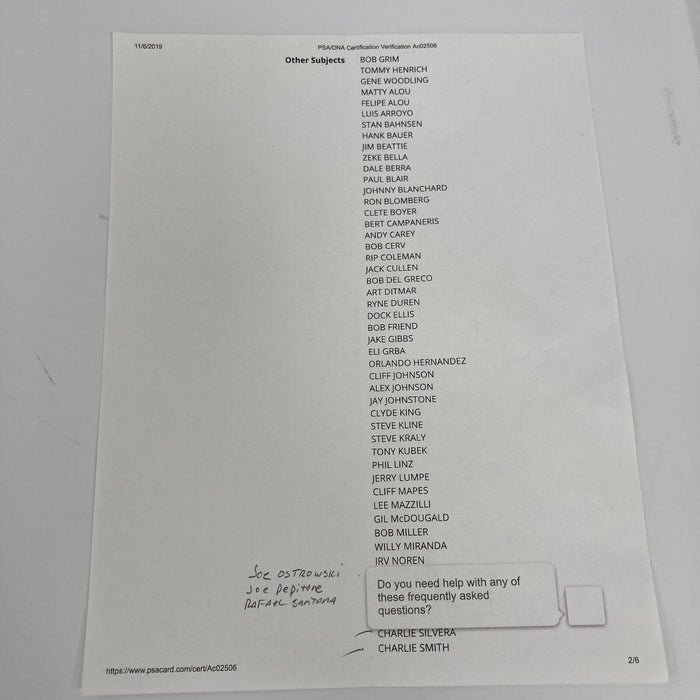 11/6/2019
PSA/DNA Certification Verification Ac02506
Other Subjects BOB GRIM
TOMMY HENRICH
GENE WOODLING
MATTY ALOU
FELIPE ALOU
LUIS ARROYO
STAN BAHNSEN
HANK BAUER
JIM BEATTIE
ZEKE BELLA
DALE BERRA
PAUL BLAIR
JOHNNY BLANCHARD
RON BLOMBERG
CLETE BOYER
BERT CAMPANERIS
ANDY CAREY
BOB CERV
RIP COLEMAN
JACK CULLEN
BOB DEL GRECO
ART DITMAR
RYNE DUREN
DOCK ELLIS
BOB FRIEND
JAKE GIBBS
ELI GRBA
ORLANDO HERNANDEZ
CLIFF JOHNSON
ALEX JOHNSON
JAY JOHNSTONE
CLYDE KING
STEVE KLINE
STEVE KRALY
TONY KUBEK
PHIL LINZ
JERRY LUMPE
CLIFF MAPES
LEE MAZZILLI
GIL McDOUGALD
BOB MILLER
WILLY MIRANDA
IRV NOREN
JOE OSTROWSKI
Joe Pepitone
RAFAEL SANTANA
Do you need help with any of
these frequently asked
questions?
CHARLIE SILVERA
CHARLIE SMITH
https://www.psacard.com/cert/Ac02506
2/6